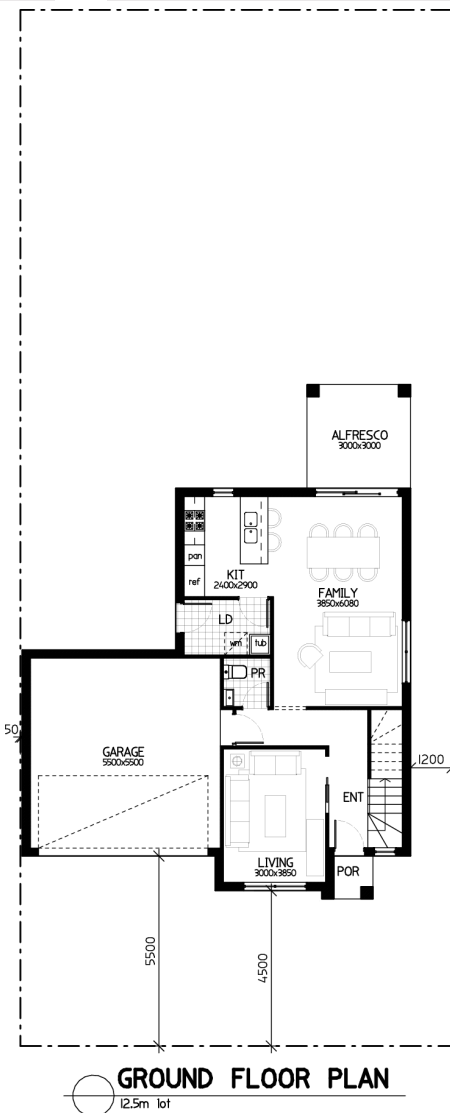 ALFRESCO
3000x3000
pan
ref
KIT
2400x2900
FAMILY
3850x6080
LD
wm
tub
PR
50
GARAGE
5500x5500
1200
ENT
LIVING
3000x3850
POR
5500
4500
GROUND FLOOR PLAN
12.5m lot